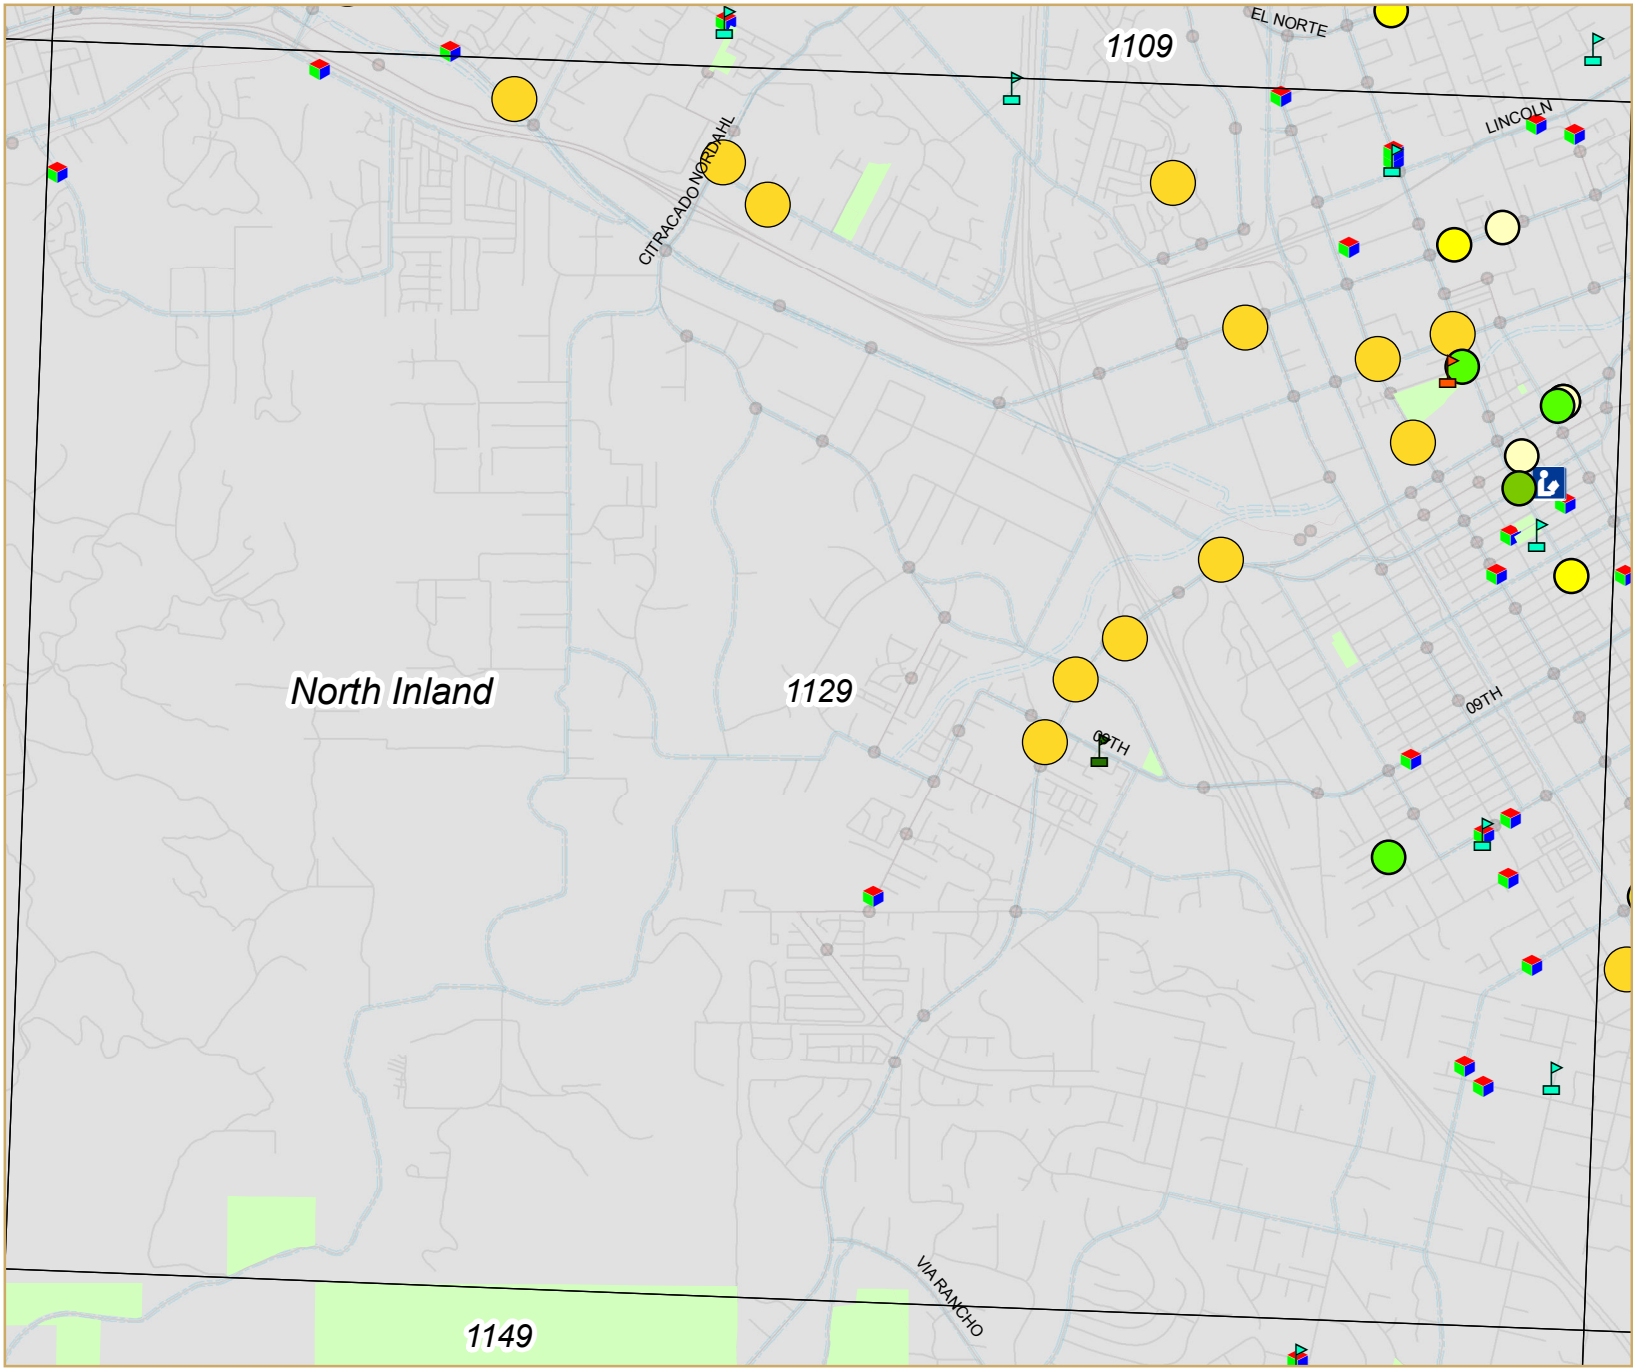 EL NORTE
1109
LINCOLN
NORDAHL
CITRACADO
North Inland
1129
09TH
09TH
VIA RANCHO
1149